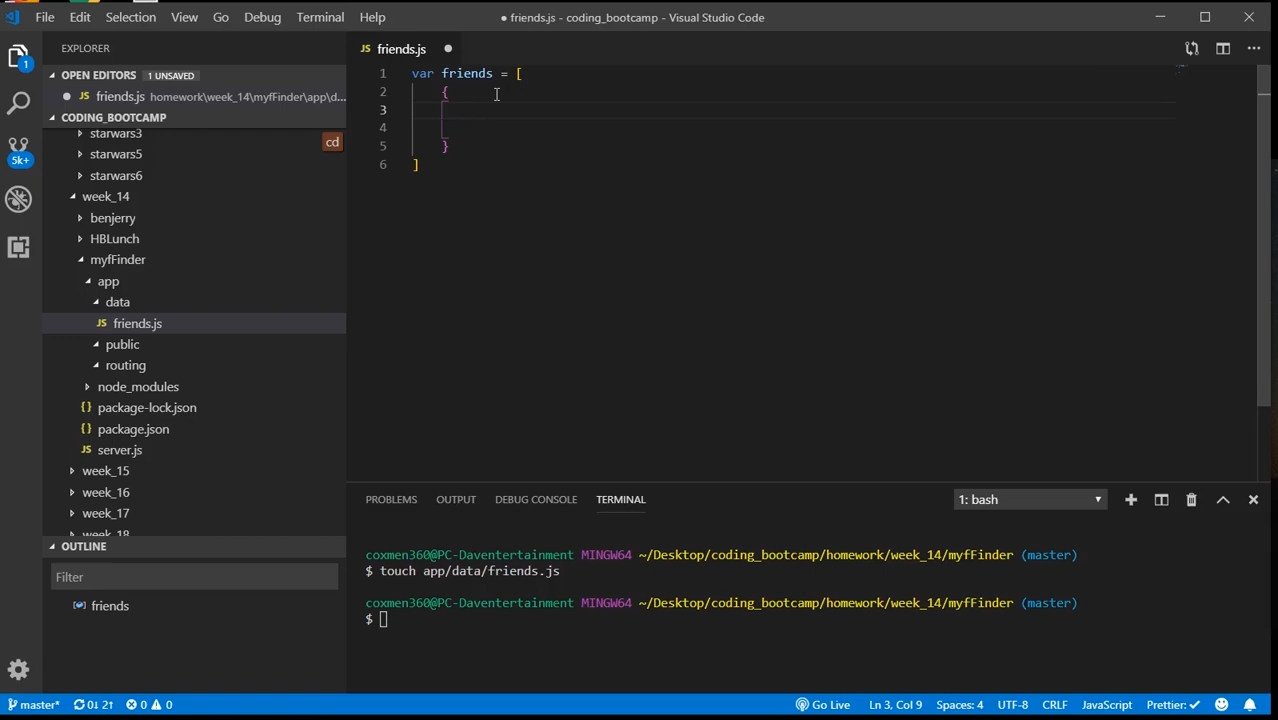 File Edit Selection View Go Debug Terminal Help
● friends.js - coding_bootcamp - Visual Studio Code
EXPLORER
OPEN EDITORS 1 UNSAVED
JS friends.js homework\week_14\myfFinder\app\d...
CODING_BOOTCAMP
starwars3
cd
starwars5
starwars6
week_14
benjerry
HBLunch
myfFinder
app
data
JS friends.js
public
routing
node_modules
{ } package-lock.json
{ } package.json
JS server.js
week_15
week_16
week_17
week_18
OUTLINE
Filter
friends
1
5k+
JS friends.js ●
1 var friends = [
2 {
3
4
5 }
6 ]
PROBLEMS OUTPUT DEBUG CONSOLE TERMINAL 1: bash
coxmen360@PC-Daventertainment MINGW64 ~/Desktop/coding_bootcamp/homework/week_14/myfFinder (master)
$ touch app/data/friends.js
coxmen360@PC-Daventertainment MINGW64 ~/Desktop/coding_bootcamp/homework/week_14/myfFinder (master)
$
master* 0↓ 2↑ 0 0 Go Live Ln 3, Col 9 Spaces: 4 UTF-8 CRLF JavaScript Prettier: ✓